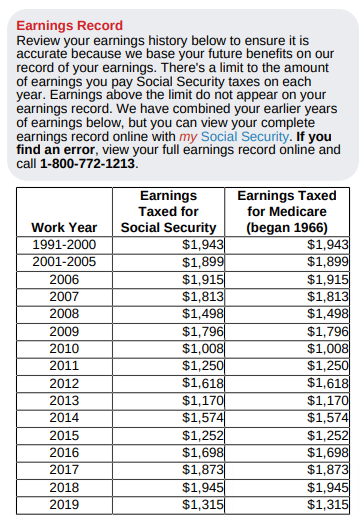 Earnings Record
Review your earnings history below to ensure it is
accurate because we base your future benefits on our
record of your earnings. There's a limit to the amount
of earnings you pay Social Security taxes on each
year. Earnings above the limit do not appear on your
earnings record. We have combined your earlier years
of earnings below, but you can view your complete
earnings record online with my Social Security. If you
find an error, view your full earnings record online and
call 1-800-772-1213.
Work Year Earnings Taxed for Social Security Earnings Taxed for Medicare (began 1966)
1991-2000 $1,943 $1,943
2001-2005 $1,899 $1,899
2006 $1,915 $1,915
2007 $1,813 $1,813
2008 $1,498 $1,498
2009 $1,796 $1,796
2010 $1,008 $1,008
2011 $1,250 $1,250
2012 $1,618 $1,618
2013 $1,170 $1,170
2014 $1,574 $1,574
2015 $1,252 $1,252
2016 $1,698 $1,698
2017 $1,873 $1,873
2018 $1,945 $1,945
2019 $1,315 $1,315